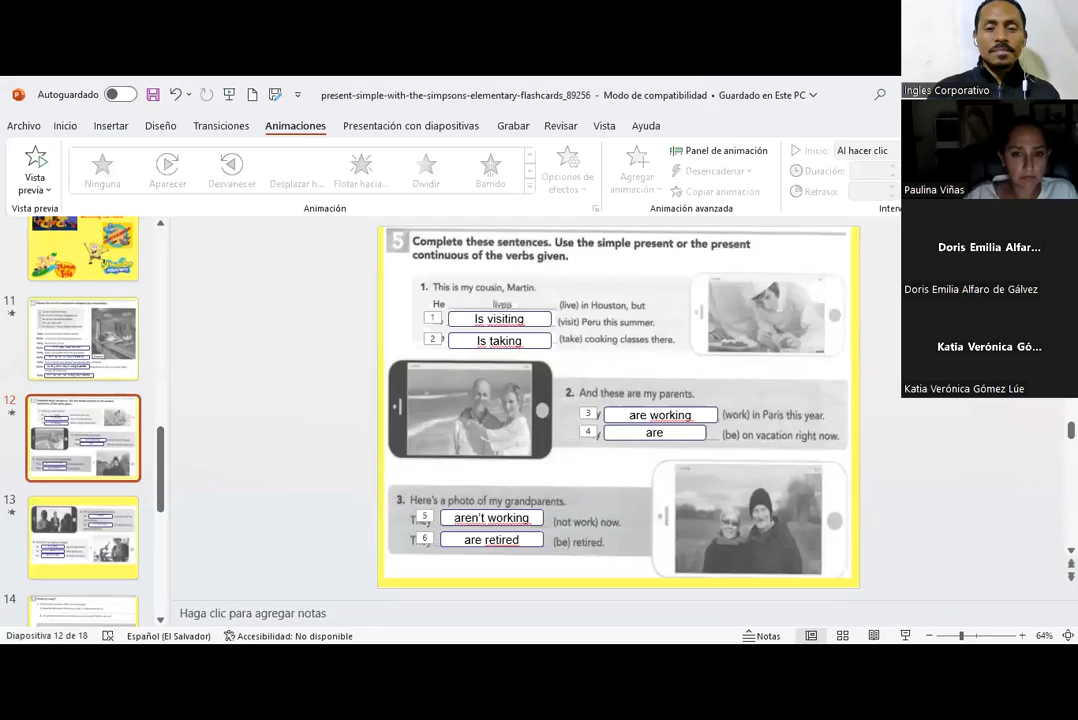 Autoguardado
present-simple-with-the-simpsons-elementary-flashcards_89256 - Modo de compatibilidad • Guardado en Este PC
Archivo Inicio Insertar Diseño Transiciones Animaciones Presentación con diapositivas Grabar Revisar Vista Ayuda
Vista previa
Ninguna Aparecer Desvanecer Desplazar h... Flotar hacia... Dividir Barrido
Opciones de efectos
Agregar animación
Panel de animación
Desencadenar
Copiar animación
Inicio: Al hacer clic
Duración:
Retraso:
Vista previa Animación Animación avanzada Interv
Ingles Corporativo
Paulina Viñas
Doris Emilia Alfar...
Doris Emilia Alfaro de Gálvez
Katia Verónica Gó...
Katia Verónica Gómez Lúe
11
12
13
14
5 Complete these sentences. Use the simple present or the present
continuous of the verbs given.
1. This is my cousin, Martin.
He lives (live) in Houston, but
1 Is visiting (visit) Peru this summer.
2 Is taking (take) cooking classes there.
2. And these are my parents.
3 y are working (work) in Paris this year.
4 y are (be) on vacation right now.
3. Here's a photo of my grandparents.
They 5 aren't working (not work) now.
6 are retired (be) retired.
Haga clic para agregar notas
Diapositiva 12 de 18 Español (El Salvador) Accesibilidad: No disponible Notas 64%